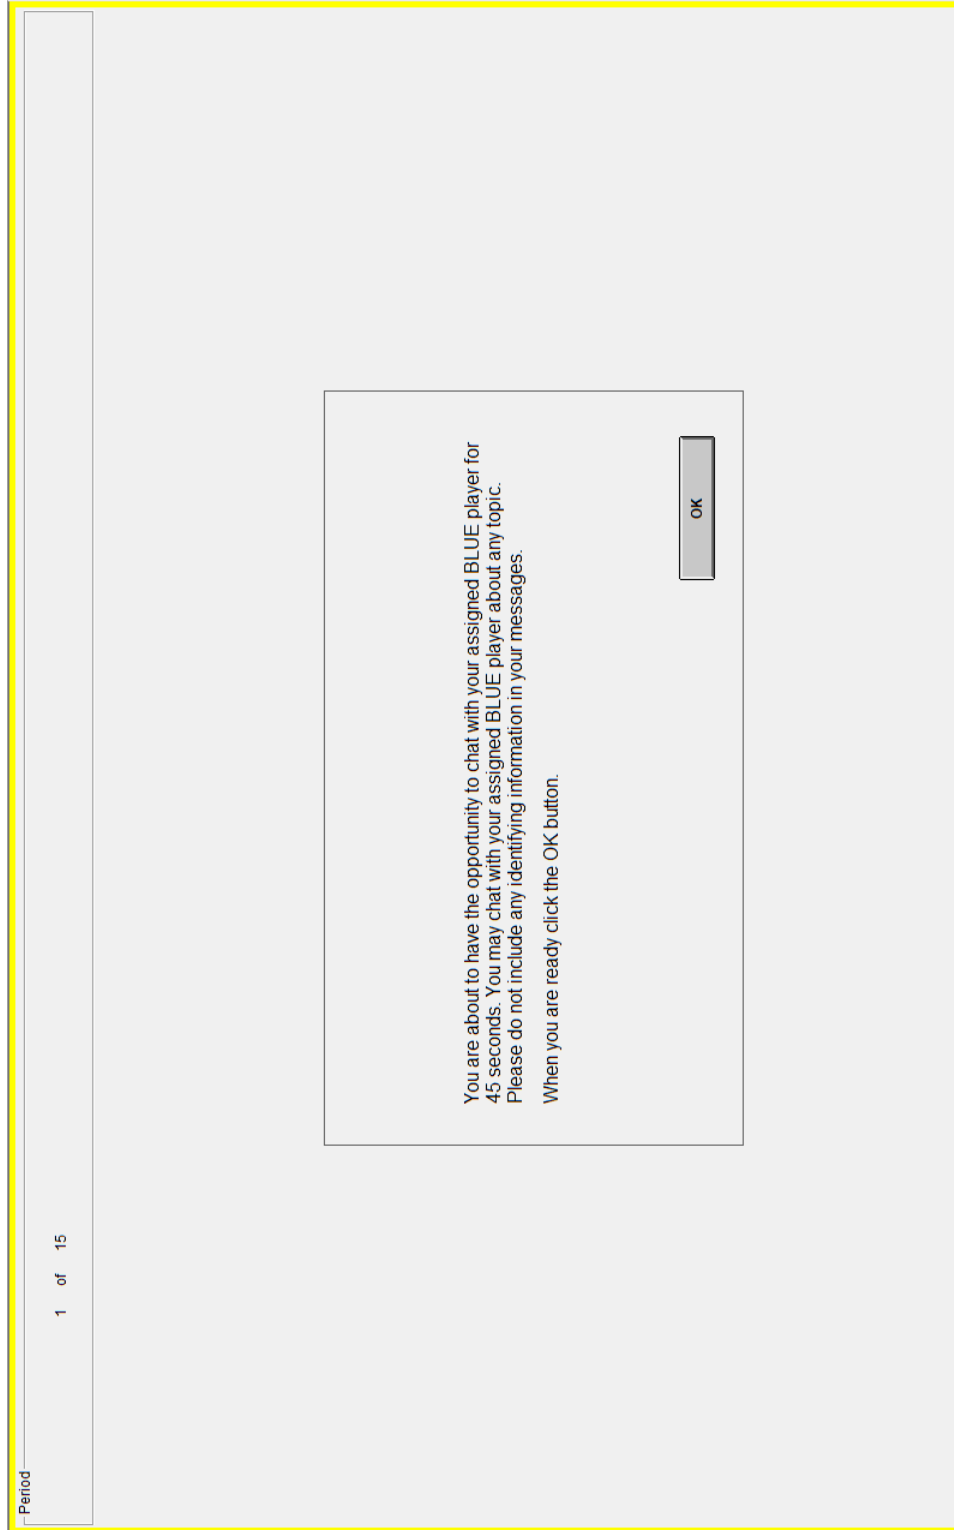 Period
1 of 15
You are about to have the opportunity to chat with your assigned BLUE player for
45 seconds. You may chat with your assigned BLUE player about any topic.
Please do not include any identifying information in your messages.
When you are ready click the OK button.
OK